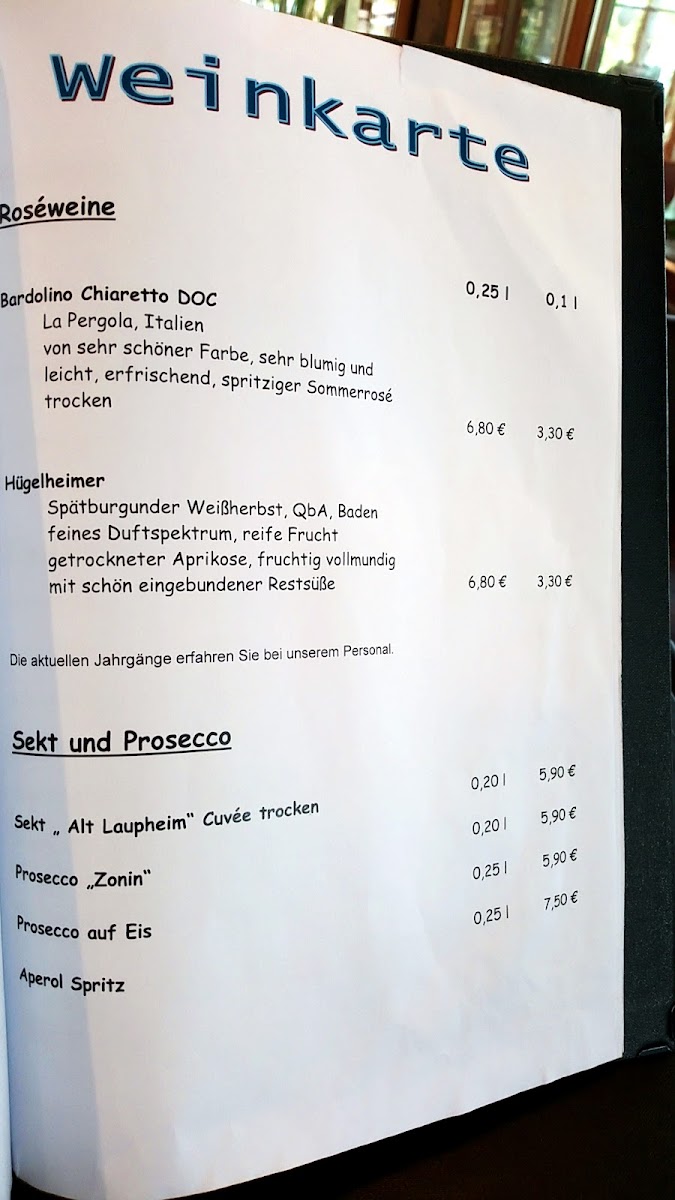 Weinkarte
Roséweine
Bardolino Chiaretto DOC 0,25 l 0,1 l
La Pergola, Italien
von sehr schöner Farbe, sehr blumig und
leicht, erfrischend, spritziger Sommerrosé
trocken
6,80 € 3,30 €
Hügelheimer
Spätburgunder Weißherbst, QbA, Baden
feines Duftspektrum, reife Frucht
getrockneter Aprikose, fruchtig vollmundig
mit schön eingebundener Restsüße 6,80 € 3,30 €
Die aktuellen Jahrgänge erfahren Sie bei unserem Personal.
Sekt und Prosecco
Sekt „ Alt Laupheim“ Cuvée trocken 0,20 l 5,90 €
Prosecco „Zonin“ 0,20 l 5,90 €
Prosecco auf Eis 0,25 l 5,90 €
Aperol Spritz 0,25 l 7,50 €